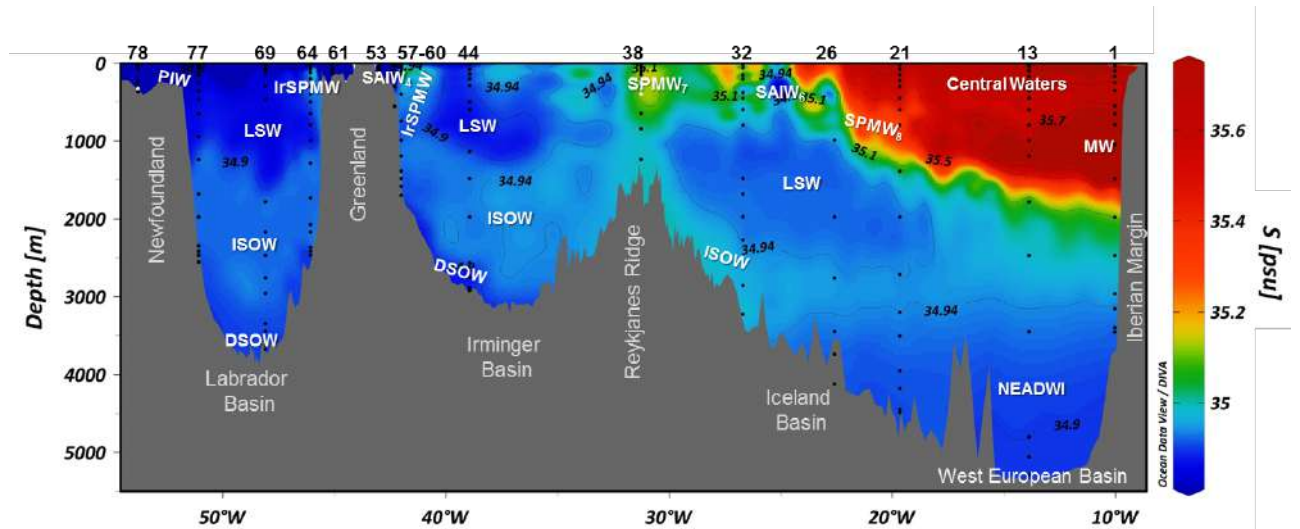 78 77 69 64 61 53 57-60 44 38 32 26 21 13 1
0
1000
2000
3000
4000
5000
Depth [m]
PIW
IrSPMW
SAIW4
IrSPMW
34.94
34.94
SPMW7
35.1
35.1
34.94
SAIW6
35.1
Central Waters
35.7
LSW
34.9
LSW
SPMW8
35.1
35.5
MW
34.9
34.94
LSW
Newfoundland
Greenland
ISOW
ISOW
ISOW
34.94
DSOW
DSOW
Reykjanes Ridge
Iberian Margin
34.94
Labrador
Basin
Irminger
Basin
Iceland
Basin
NEADWl
34.9
West European Basin
50°W 40°W 30°W 20°W 10°W
Ocean Data View / DIVA
35.6
35.4
35.2
35
S [psu]